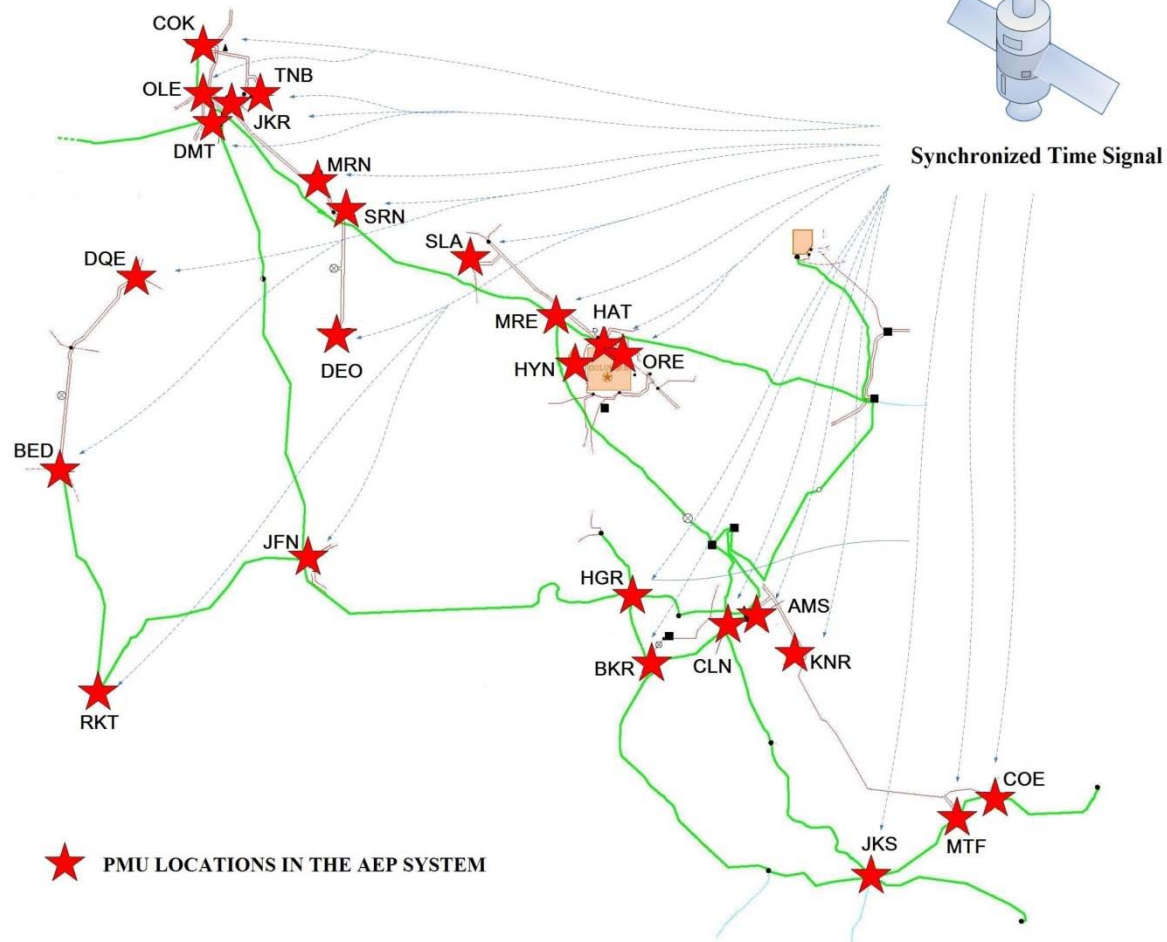 COK
TNB
OLE
JKR
DMT
Synchronized Time Signal
MRN
SRN
SLA
DQE
MRE
HAT
HYN
ORE
DEO
BED
JFN
HGR
AMS
BKR
CLN
KNR
RKT
COE
MTF
JKS
PMU LOCATIONS IN THE AEP SYSTEM